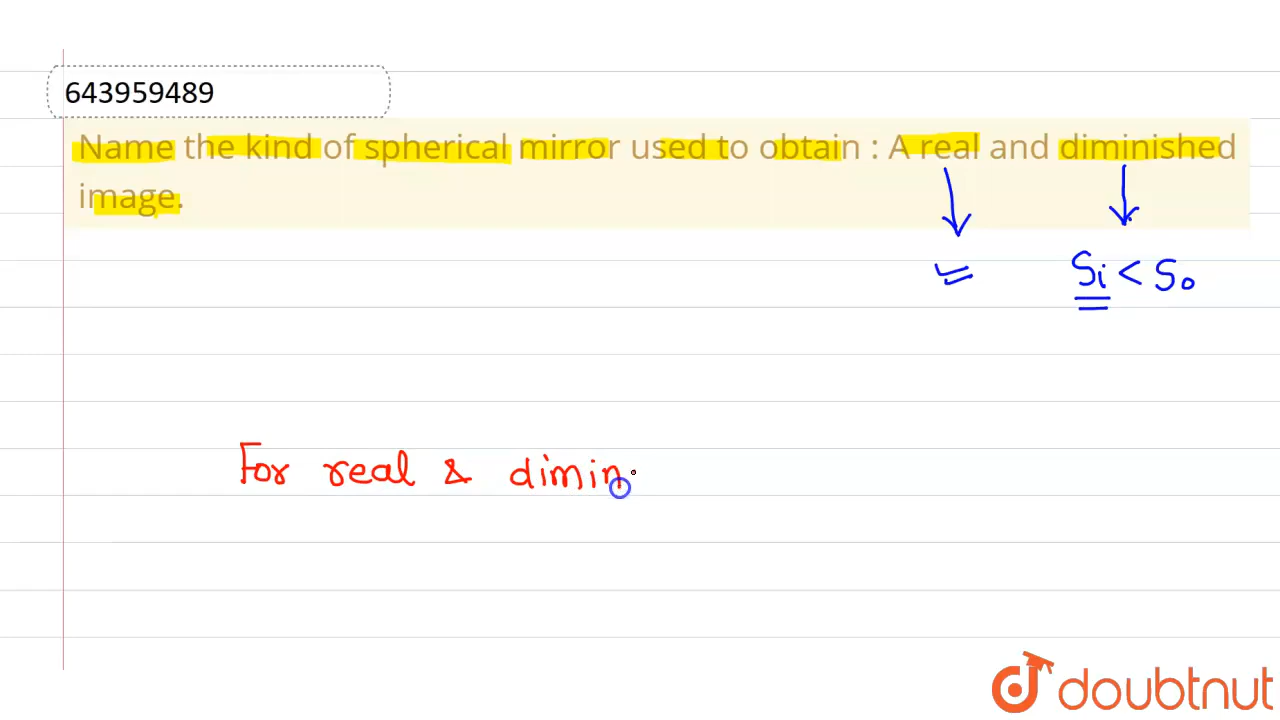 643959489
Name the kind of spherical mirror used to obtain : A real and diminished
image.
Si < So
For real & dimin
doubtnut